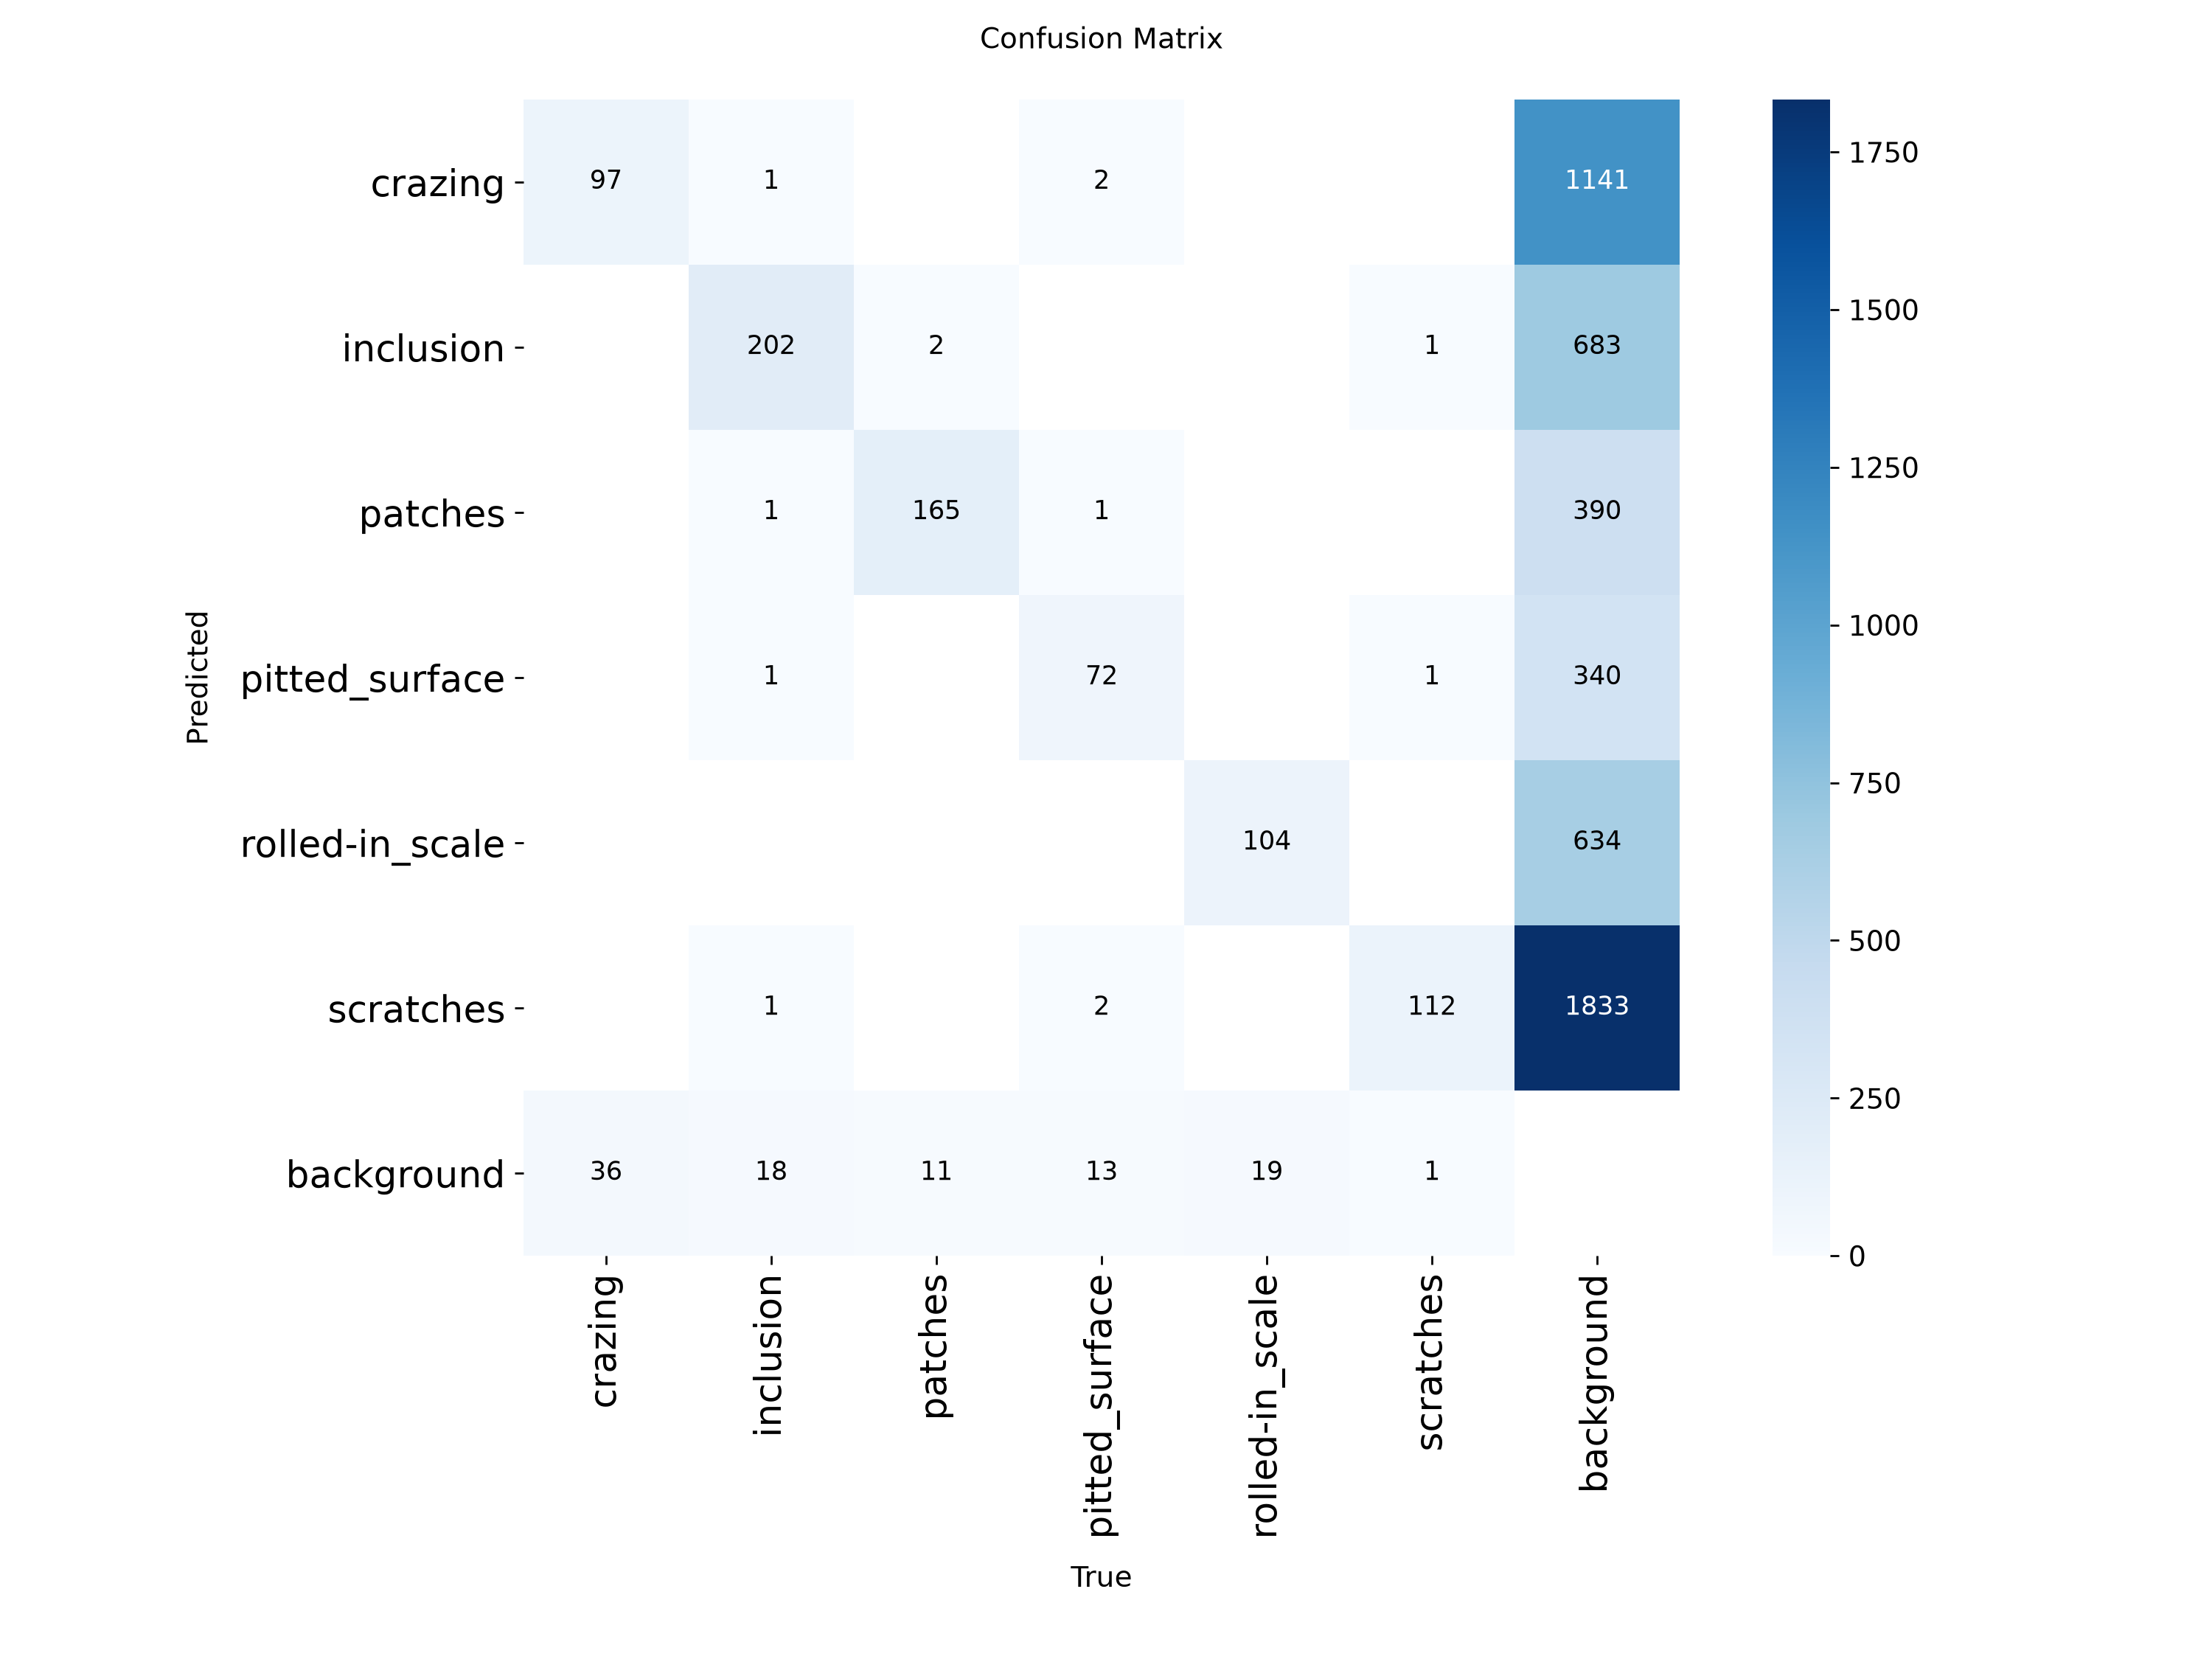 Confusion Matrix
crazing 97 1 2 1141
inclusion 202 2 1 683
patches 1 165 1 390
pitted_surface 1 72 1 340
rolled-in_scale 104 634
scratches 1 2 112 1833
background 36 18 11 13 19 1
crazing inclusion patches pitted_surface rolled-in_scale scratches background
Predicted
True
1750
1500
1250
1000
750
500
250
0